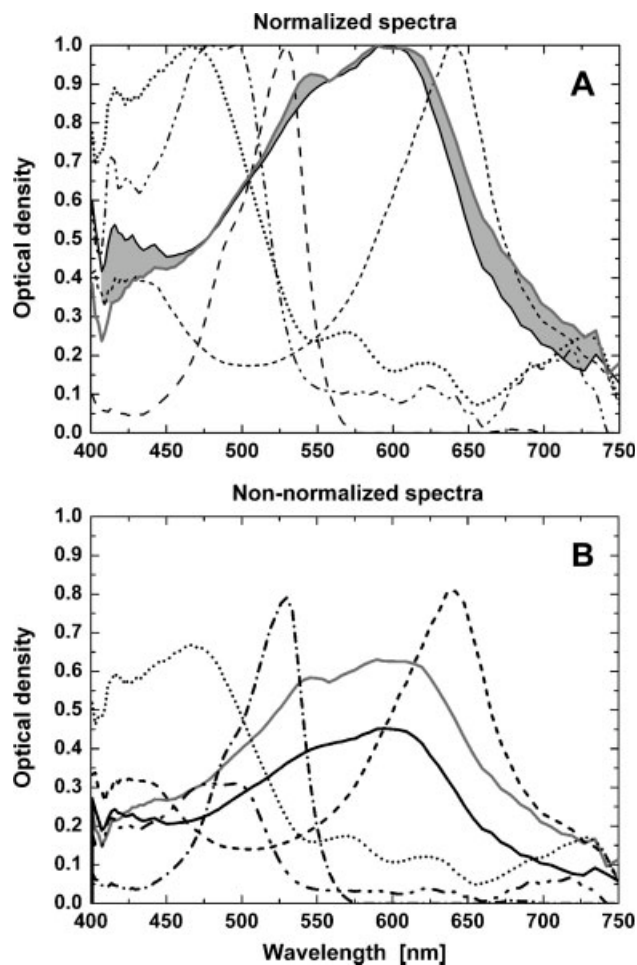 Normalized spectra
A
1.0
0.9
0.8
0.7
0.6
0.5
0.4
0.3
0.2
0.1
0.0
Optical density
400 450 500 550 600 650 700 750
Non-normalized spectra
B
1.0
0.9
0.8
0.7
0.6
0.5
0.4
0.3
0.2
0.1
0.0
Optical density
400 450 500 550 600 650 700 750
Wavelength [nm]